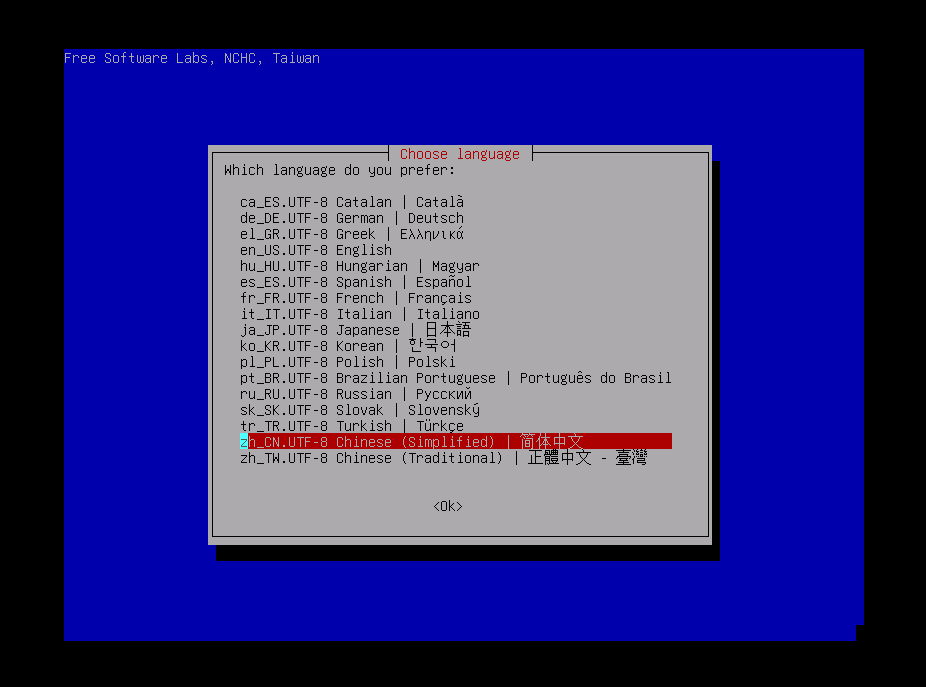 Free Software Labs, NCHC, Taiwan
Choose language
Which language do you prefer:
ca_ES.UTF-8 Catalan | Català
de_DE.UTF-8 German | Deutsch
el_GR.UTF-8 Greek | Ελληνικά
en_US.UTF-8 English
hu_HU.UTF-8 Hungarian | Magyar
es_ES.UTF-8 Spanish | Español
fr_FR.UTF-8 French | Français
it_IT.UTF-8 Italian | Italiano
ja_JP.UTF-8 Japanese | 日本語
ko_KR.UTF-8 Korean | 한국어
pl_PL.UTF-8 Polish | Polski
pt_BR.UTF-8 Brazilian Portuguese | Português do Brasil
ru_RU.UTF-8 Russian | Русский
sk_SK.UTF-8 Slovak | Slovenský
tr_TR.UTF-8 Turkish | Türkçe
zh_CN.UTF-8 Chinese (Simplified) | 简体中文
zh_TW.UTF-8 Chinese (Traditional) | 正體中文 - 臺灣
<Ok>